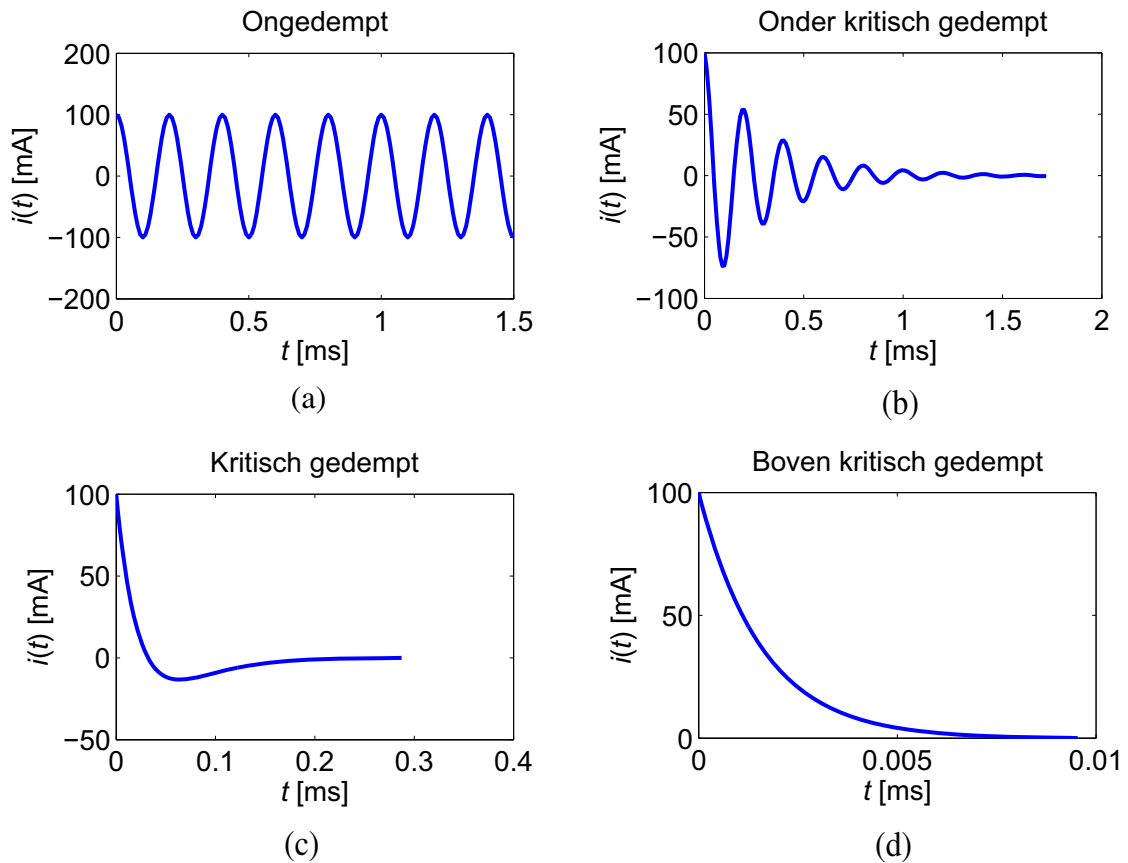 Ongedempt
200
100
0
−100
−200
i(t) [mA]
0 0.5 1 1.5
t [ms]
(a)
Onder kritisch gedempt
100
50
0
−50
−100
i(t) [mA]
0 0.5 1 1.5 2
t [ms]
(b)
Kritisch gedempt
100
50
0
−50
i(t) [mA]
0 0.1 0.2 0.3 0.4
t [ms]
(c)
Boven kritisch gedempt
100
50
0
i(t) [mA]
0 0.005 0.01
t [ms]
(d)